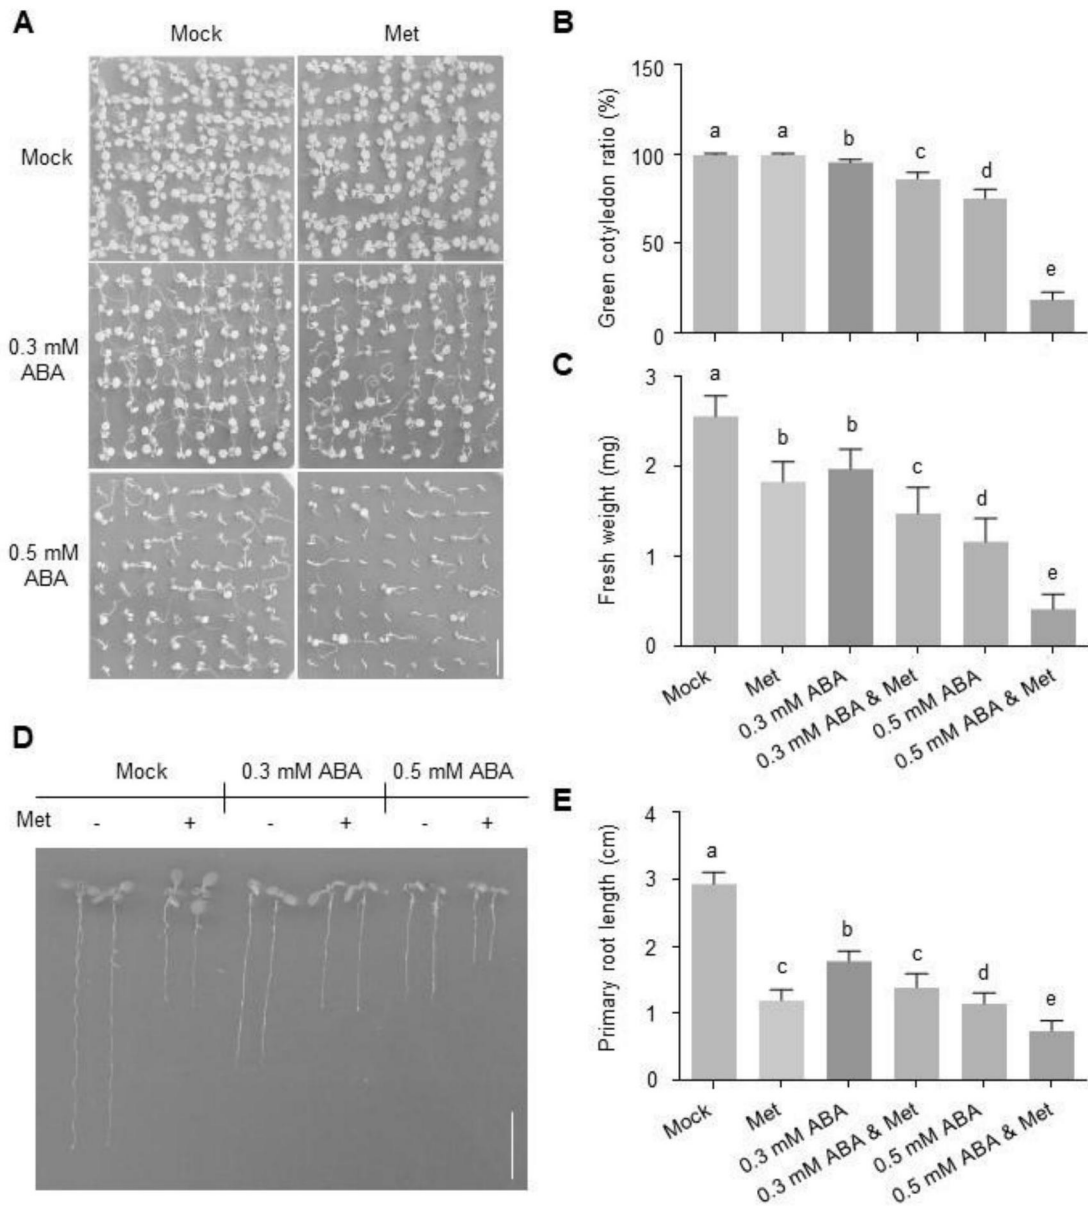 A
Mock Met
Mock
0.3 mM
ABA
0.5 mM
ABA
B
Green cotyledon ratio (%)
150
100
50
0
a a b c d e
C
Fresh weight (mg)
3
2
1
0
a b b c d e
Mock Met 0.3 mM ABA 0.3 mM ABA & Met 0.5 mM ABA 0.5 mM ABA & Met
D
Mock 0.3 mM ABA 0.5 mM ABA
Met - + - + - +
E
Primary root length (cm)
4
3
2
1
0
a c b c d e
Mock Met 0.3 mM ABA 0.3 mM ABA & Met 0.5 mM ABA 0.5 mM ABA & Met